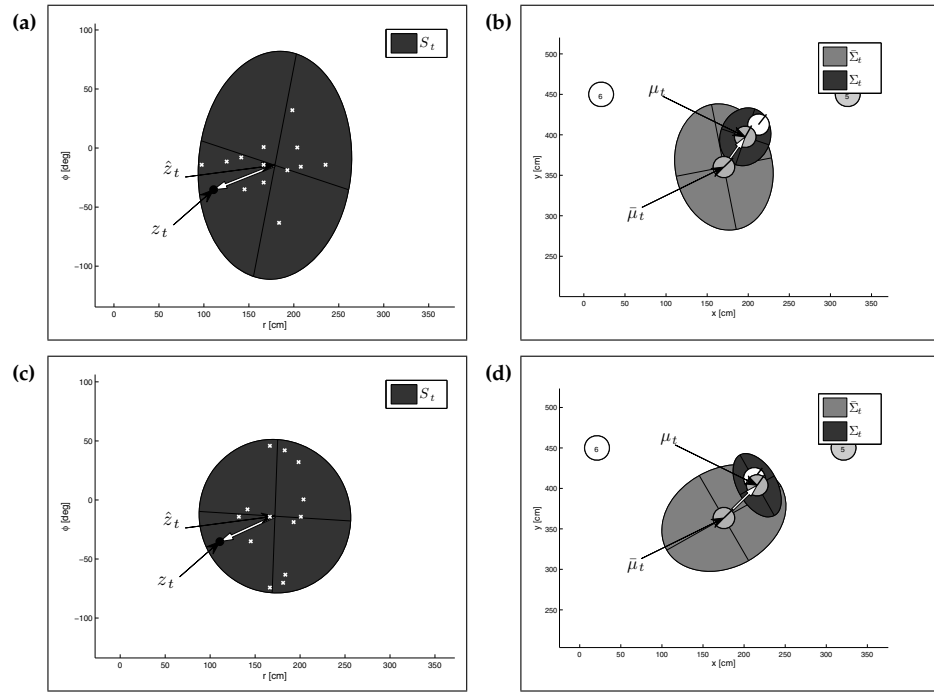 (a)
100
50
0
−50
−100
ϕ [deg]
0 50 100 150 200 250 300 350
r [cm]
S_t
ẑ_t
z_t
(b)
500
450
400
350
300
250
y [cm]
0 50 100 150 200 250 300 350
x [cm]
Σ̄_t
Σ_t
6
5
μ_t
μ̄_t
(c)
100
50
0
−50
−100
ϕ [deg]
0 50 100 150 200 250 300 350
r [cm]
S_t
ẑ_t
z_t
(d)
500
450
400
350
300
250
y [cm]
0 50 100 150 200 250 300 350
x [cm]
Σ̄_t
Σ_t
6
5
μ_t
μ̄_t